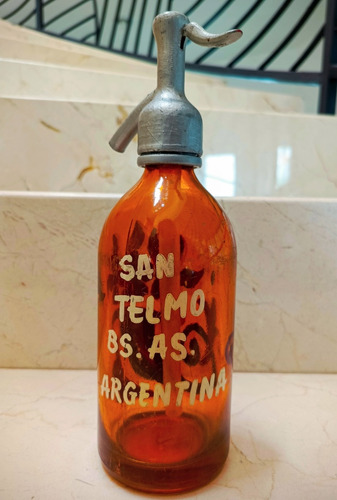 SAN
TELMO
BS. AS.
ARGENTINA